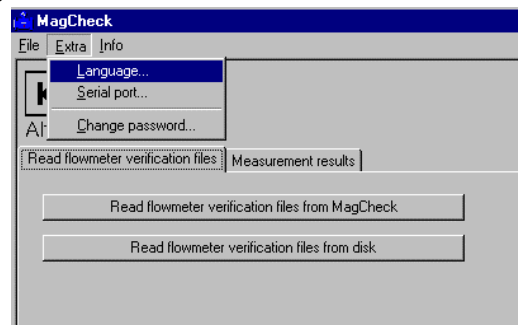 MagCheck
File Extra Info
Language...
Serial port...
Change password...
Read flowmeter verification files Measurement results
Read flowmeter verification files from MagCheck
Read flowmeter verification files from disk